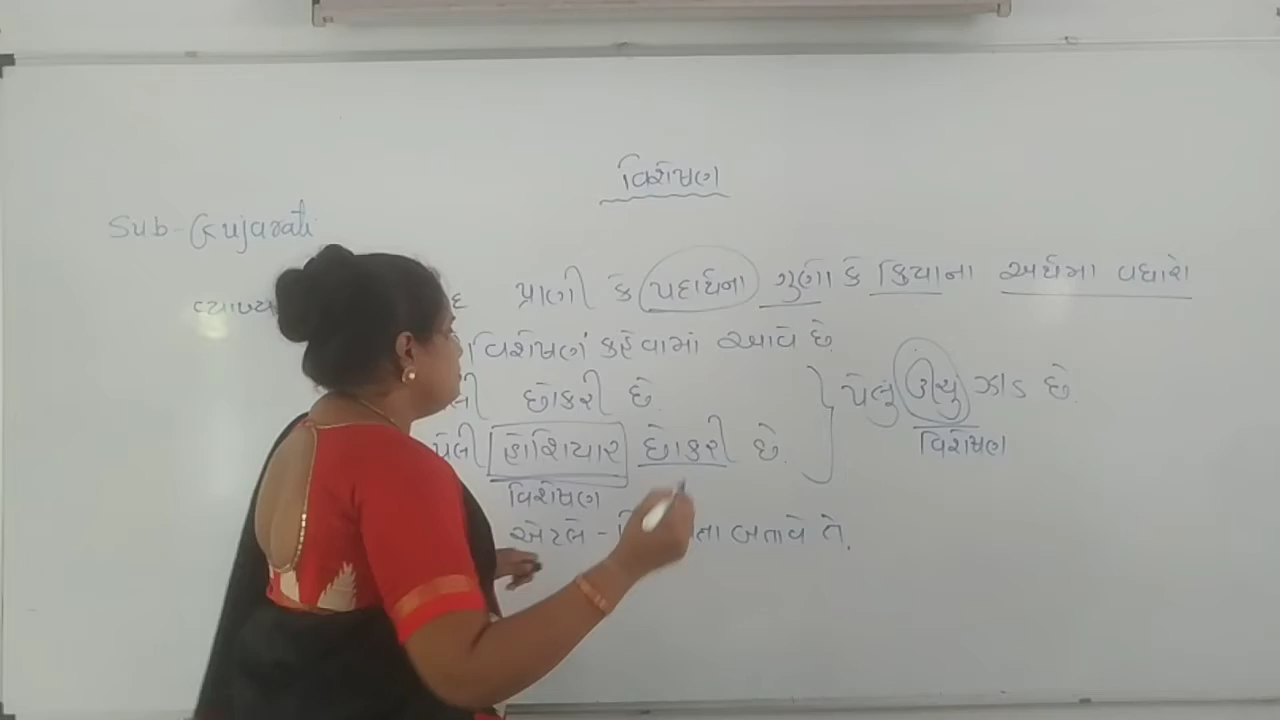 વિશેષણ
Sub-Gujarati
પ્રાણી કે પદાર્થના ગુણ કે ક્રિયાના અર્થમા વધારો
વિશેષણ કહેવામાં આવે છે.
છોકરી છે.
પેલી હોશિયાર છોકરી છે.
વિશેષણ
પેલુ ઊંચુ ઝાડ છે.
વિશેષણ
એટલે - બતાવે તે.